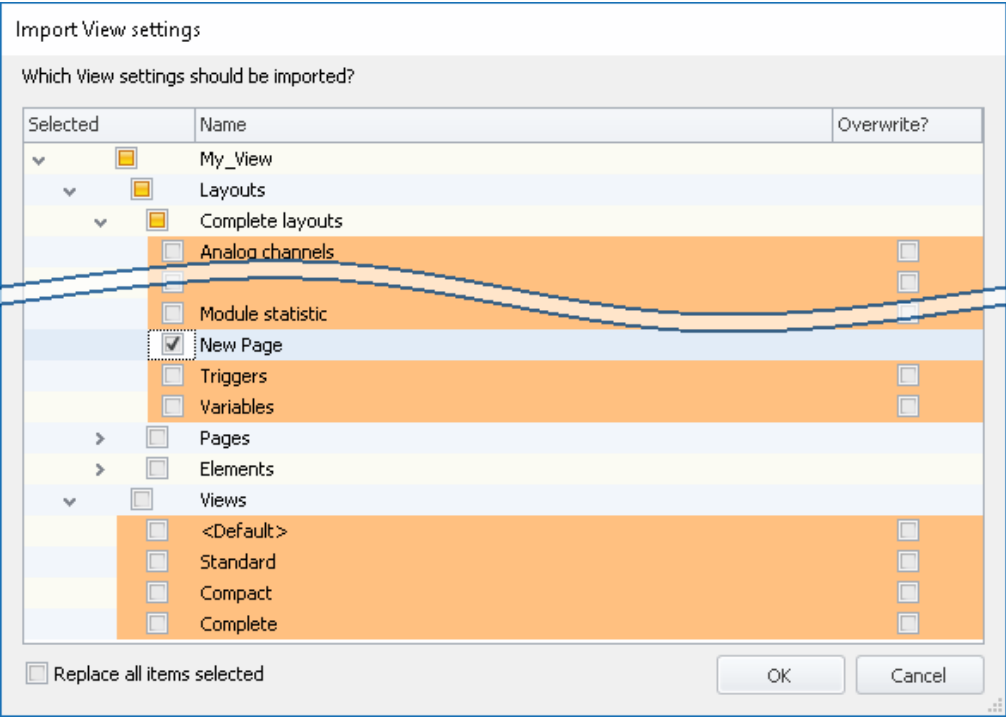 Import View settings
Which View settings should be imported?
Selected Name Overwrite?
My_View
Layouts
Complete layouts
Analog channels
Module statistic
New Page
Triggers
Variables
Pages
Elements
Views
<Default>
Standard
Compact
Complete
Replace all items selected OK Cancel